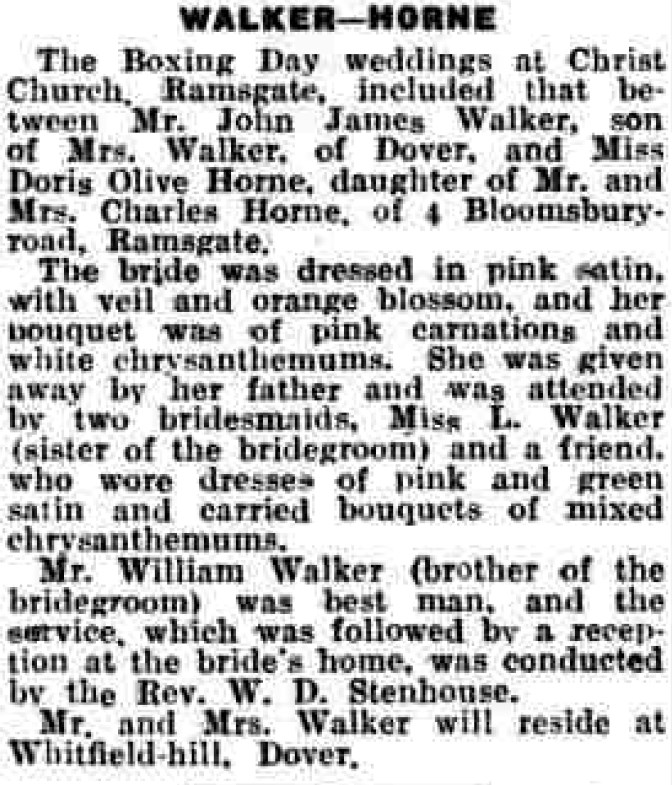 WALKER—HORNE
The Boxing Day weddings at Christ
Church, Ramsgate, included that be-
tween Mr. John James Walker, son
of Mrs. Walker, of Dover, and Miss
Doris Olive Horne, daughter of Mr. and
Mrs. Charles Horne, of 4 Bloomsbury-
road, Ramsgate.
The bride was dressed in pink satin,
with veil and orange blossom, and her
bouquet was of pink carnations and
white chrysanthemums. She was given
away by her father and was attended
by two bridesmaids, Miss L. Walker
(sister of the bridegroom) and a friend,
who wore dresses of pink and green
satin and carried bouquets of mixed
chrysanthemums.
Mr. William Walker (brother of the
bridegroom) was best man, and the
service, which was followed by a recep-
tion at the bride's home, was conducted
by the Rev. W. D. Stenhouse.
Mr. and Mrs. Walker will reside at
Whitfield-hill, Dover.